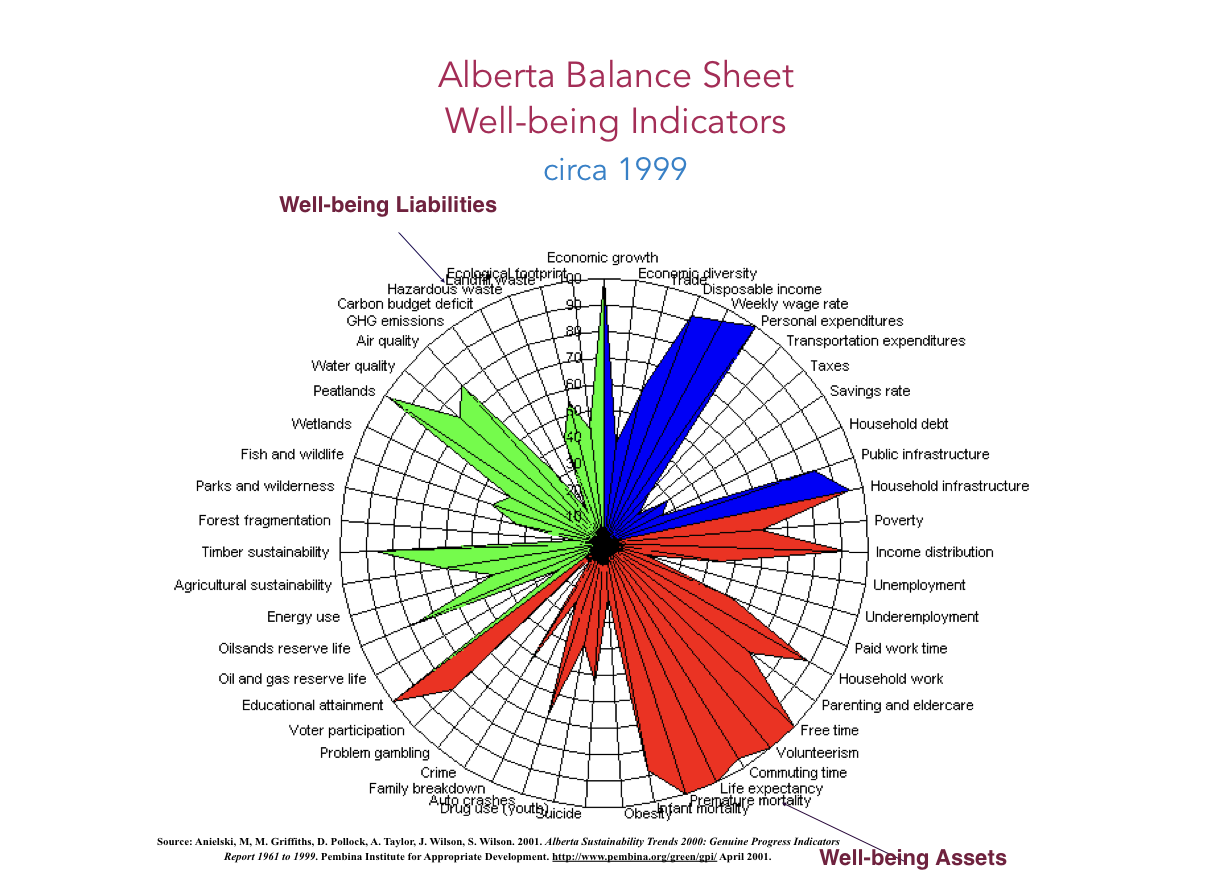 Alberta Balance Sheet
Well-being Indicators
circa 1999
Well-being Liabilities
Economic growth
Economic diversity
Trade
Disposable income
Weekly wage rate
Personal expenditures
Transportation expenditures
Taxes
Savings rate
Household debt
Public infrastructure
Household infrastructure
Poverty
Income distribution
Unemployment
Underemployment
Paid work time
Household work
Parenting and eldercare
Free time
Volunteerism
Commuting time
Life expectancy
Premature mortality
Infant mortality
Obesity
Suicide
Drug use (youth)
Auto crashes
Family breakdown
Crime
Problem gambling
Voter participation
Educational attainment
Oil and gas reserve life
Oilsands reserve life
Energy use
Agricultural sustainability
Timber sustainability
Forest fragmentation
Parks and wilderness
Fish and wildlife
Wetlands
Peatlands
Water quality
Air quality
GHG emissions
Carbon budget deficit
Hazardous waste
Landfill waste
Ecological footprint
100
90
80
70
60
50
40
30
20
10
Well-being Assets
Source: Anielski, M, M. Griffiths, D. Pollock, A. Taylor, J. Wilson, S. Wilson. 2001. Alberta Sustainability Trends 2000: Genuine Progress Indicators
Report 1961 to 1999. Pembina Institute for Appropriate Development. http://www.pembina.org/green/gpi/ April 2001.